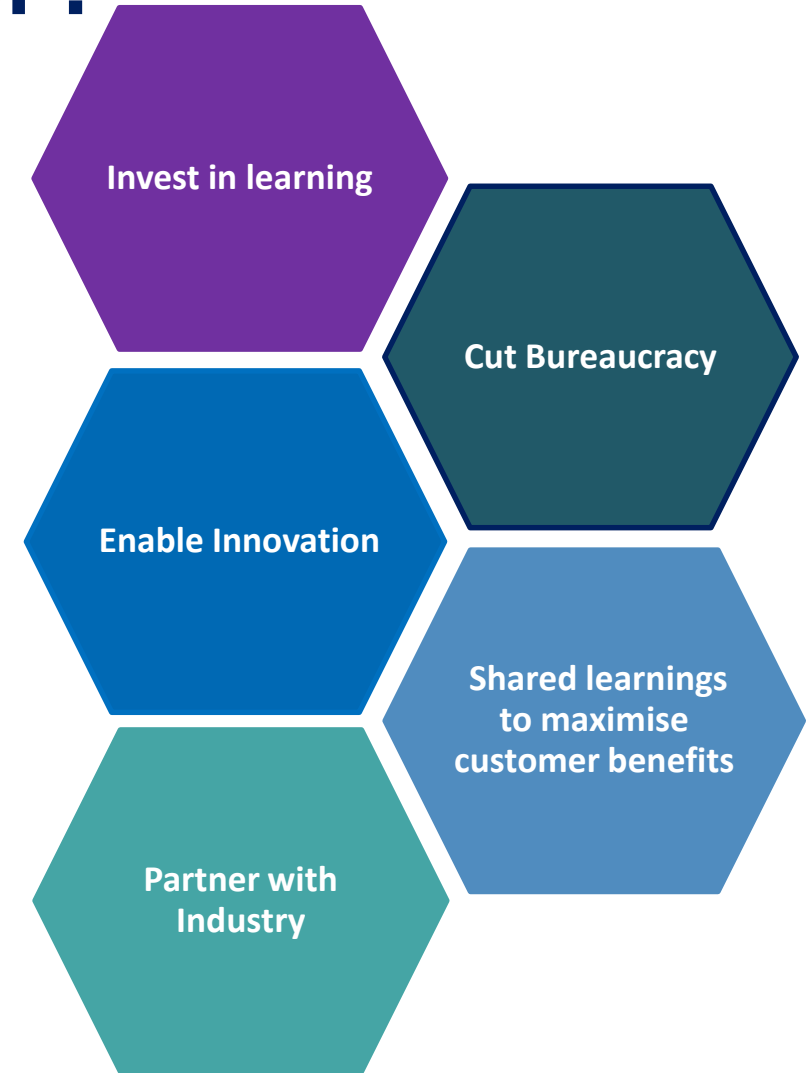 Invest in learning
Cut Bureaucracy
Enable Innovation
Shared learnings
to maximise
customer benefits
Partner with
Industry